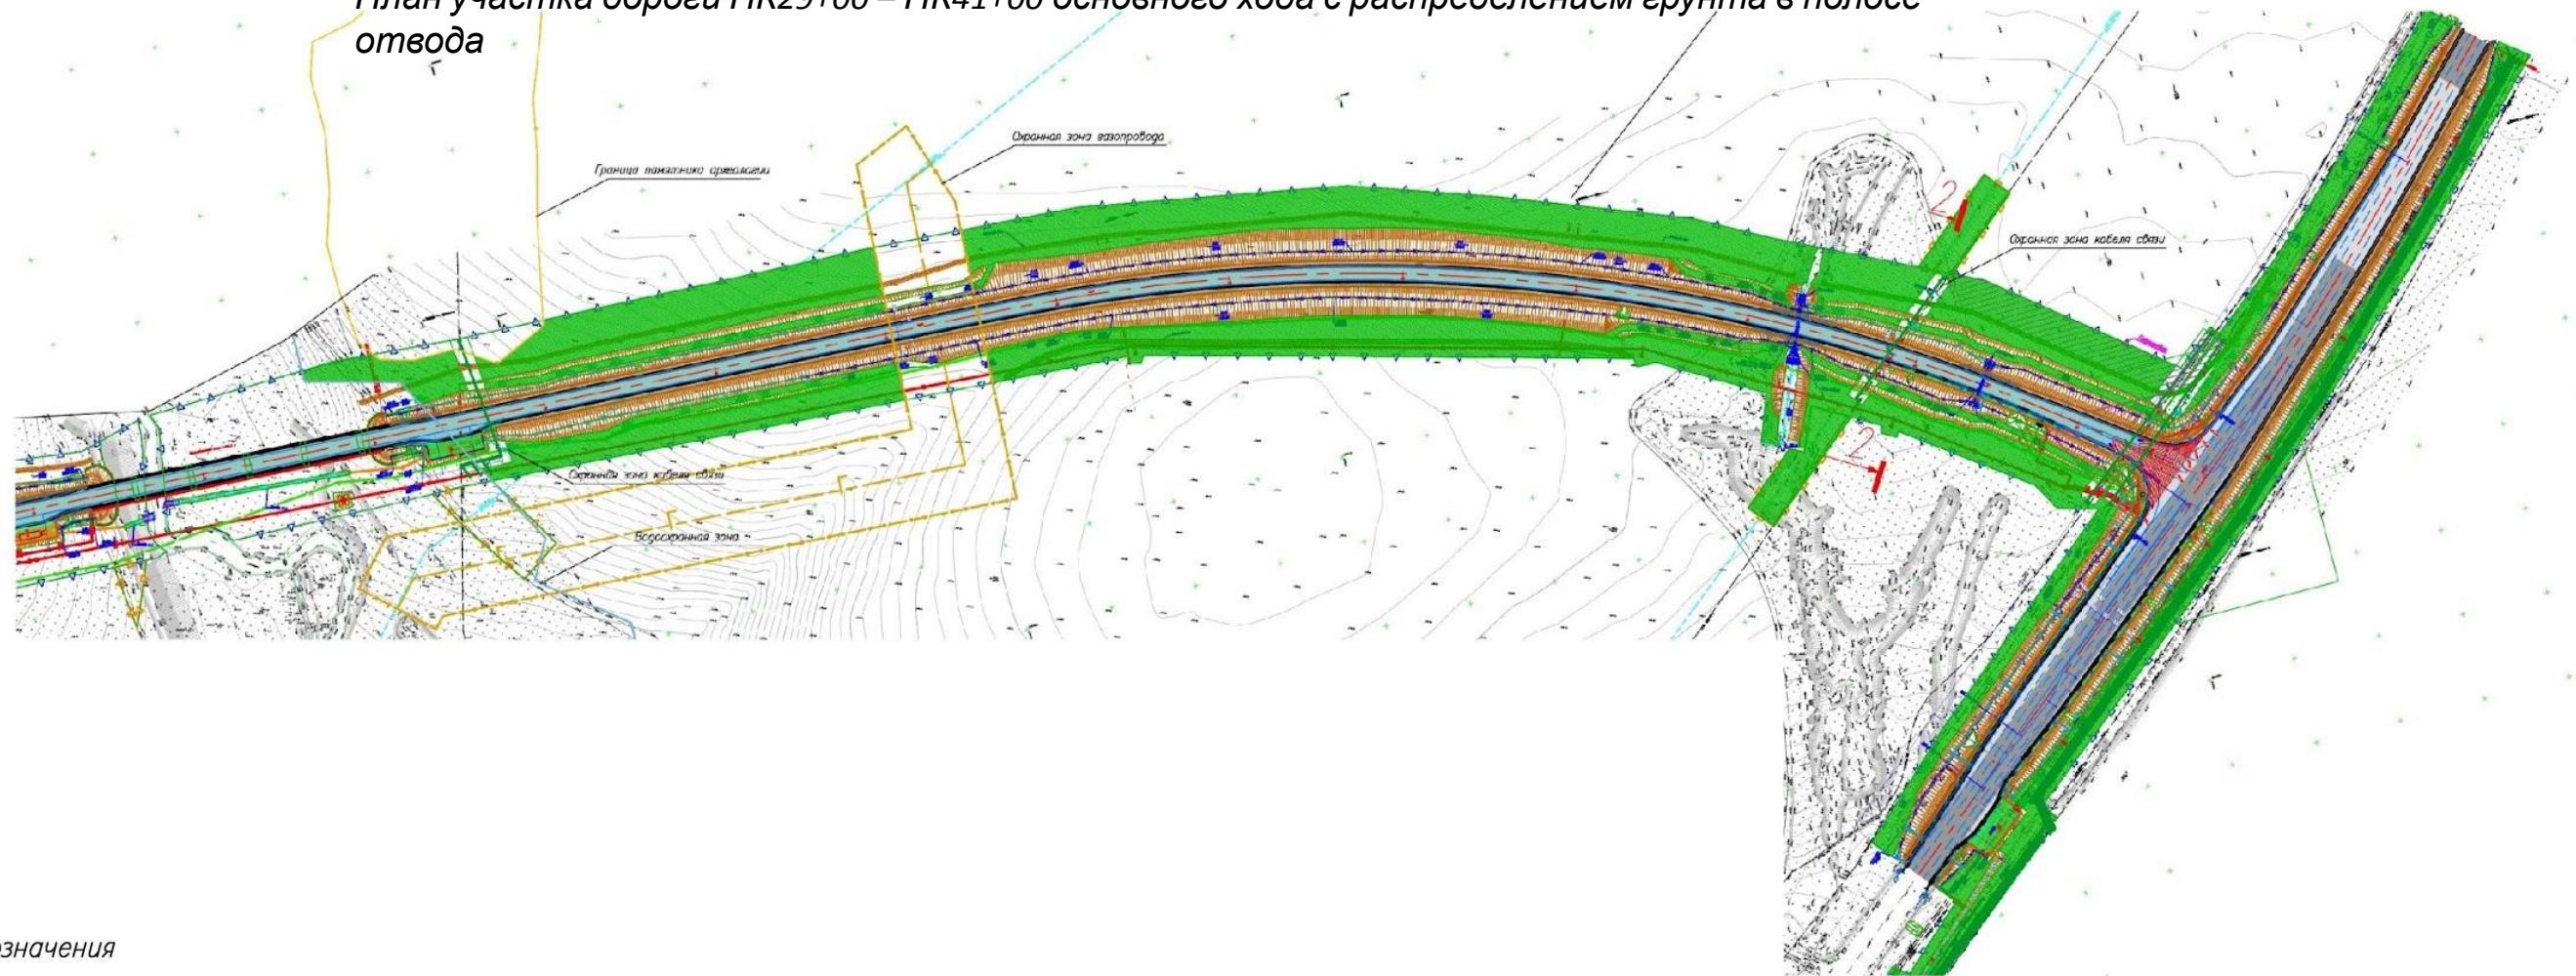 План участка дороги ПК29+00 – ПК41+00 основного хода с распределением грунта в полосе
отвода
Охранная зона газопровода
Граница памятника археологии
2
Охранная зона кабеля связи
2
Охранная зона кабеля связи
Водоохранная зона
означения